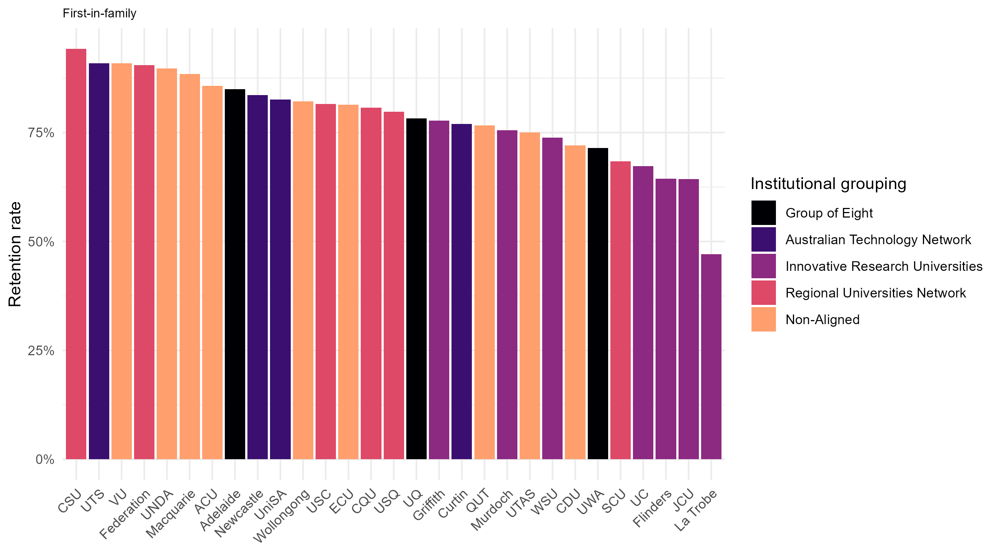 First-in-family
Retention rate
75%
50%
25%
0%
CSU
UTS
VU
Federation
UNDA
Macquarie
ACU
Adelaide
Newcastle
UniSA
Wollongong
USC
ECU
CQU
USQ
UQ
Griffith
Curtin
QUT
Murdoch
UTAS
WSU
CDU
UWA
SCU
UC
Flinders
JCU
La Trobe
Institutional grouping
Group of Eight
Australian Technology Network
Innovative Research Universities
Regional Universities Network
Non-Aligned